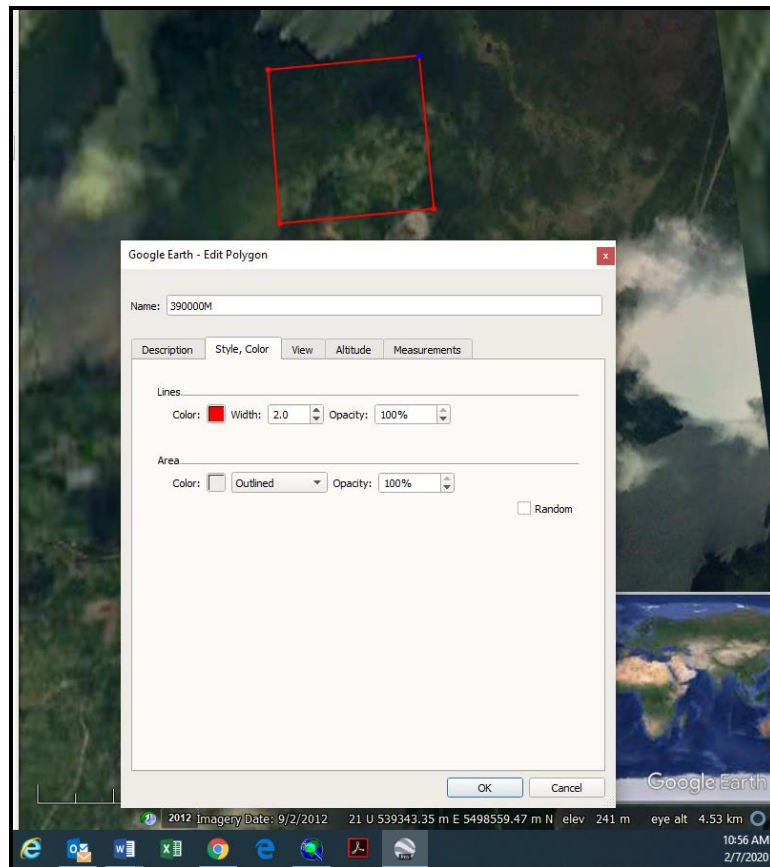 Google Earth - Edit Polygon
x
Name: 390000M
Description Style, Color View Altitude Measurements
Lines
Color: Width: 2.0 Opacity: 100%
Area
Color: Outlined Opacity: 100%
Random
OK Cancel
Google Earth
2012 Imagery Date: 9/2/2012 21 U 539343.35 m E 5498559.47 m N elev 241 m eye alt 4.53 km
10:56 AM
2/7/2020